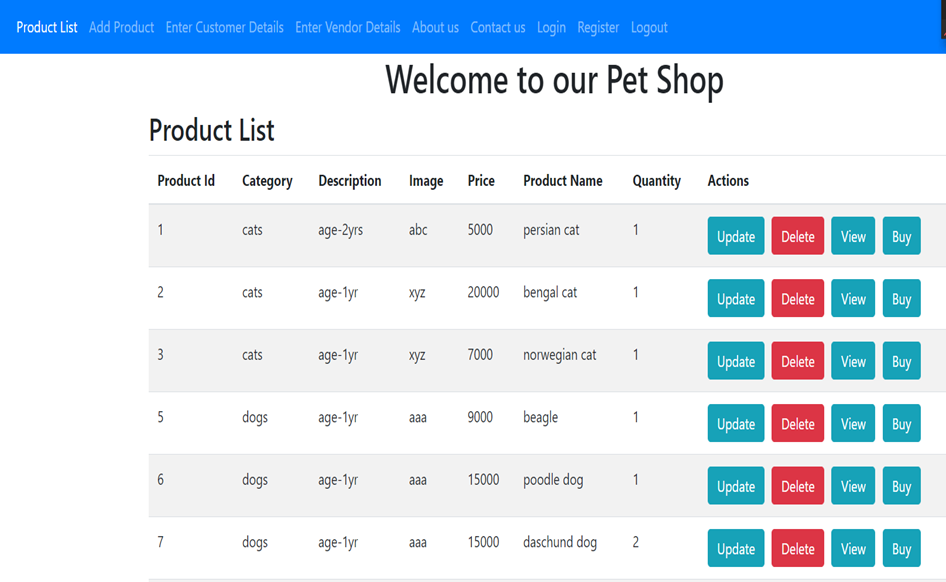 Product List Add Product Enter Customer Details Enter Vendor Details About us Contact us Login Register Logout
Welcome to our Pet Shop
Product List
Product Id Category Description Image Price Product Name Quantity Actions
1 cats age-2yrs abc 5000 persian cat 1 Update Delete View Buy
2 cats age-1yr xyz 20000 bengal cat 1 Update Delete View Buy
3 cats age-1yr xyz 7000 norwegian cat 1 Update Delete View Buy
5 dogs age-1yr aaa 9000 beagle 1 Update Delete View Buy
6 dogs age-1yr aaa 15000 poodle dog 1 Update Delete View Buy
7 dogs age-1yr aaa 15000 daschund dog 2 Update Delete View Buy